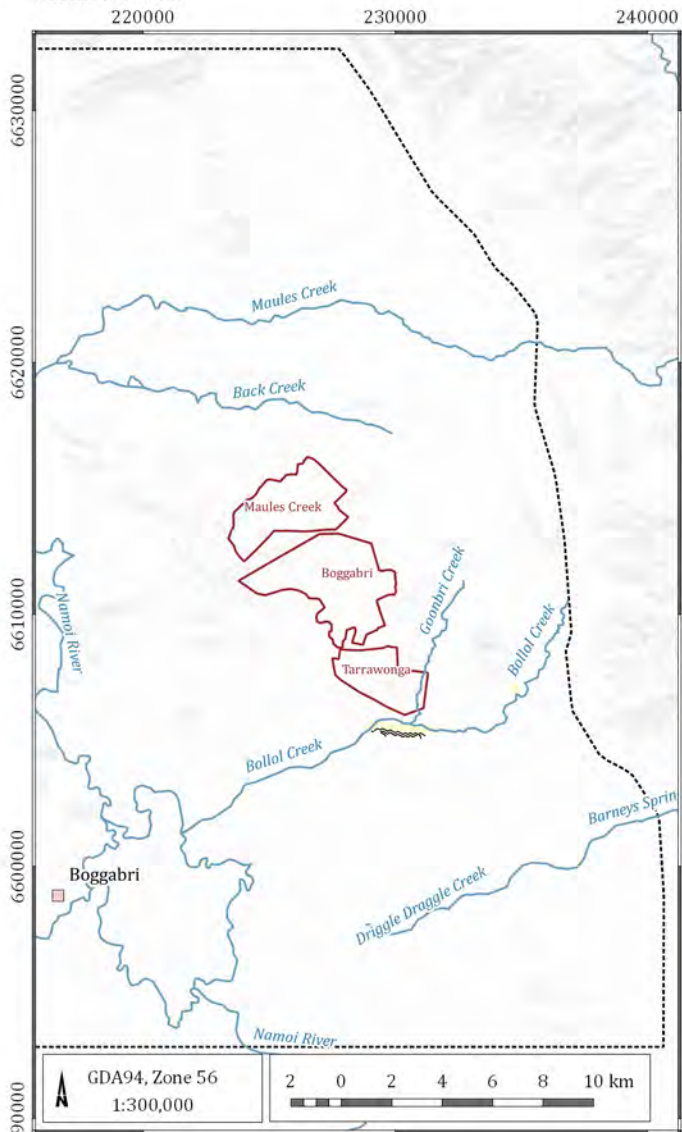 220000
230000
240000
6630000
Maules Creek
6620000
Back Creek
Maules Creek
Boggabri
Goonbri Creek
6610000
Namoi River
Bollol Creek
Tarrawonga
Bollol Creek
Barneys Sprin
6600000
Boggabri
Driggle Draggle Creek
Namoi River
GDA94, Zone 56
1:300,000
2 0 2 4 6 8 10 km
90000